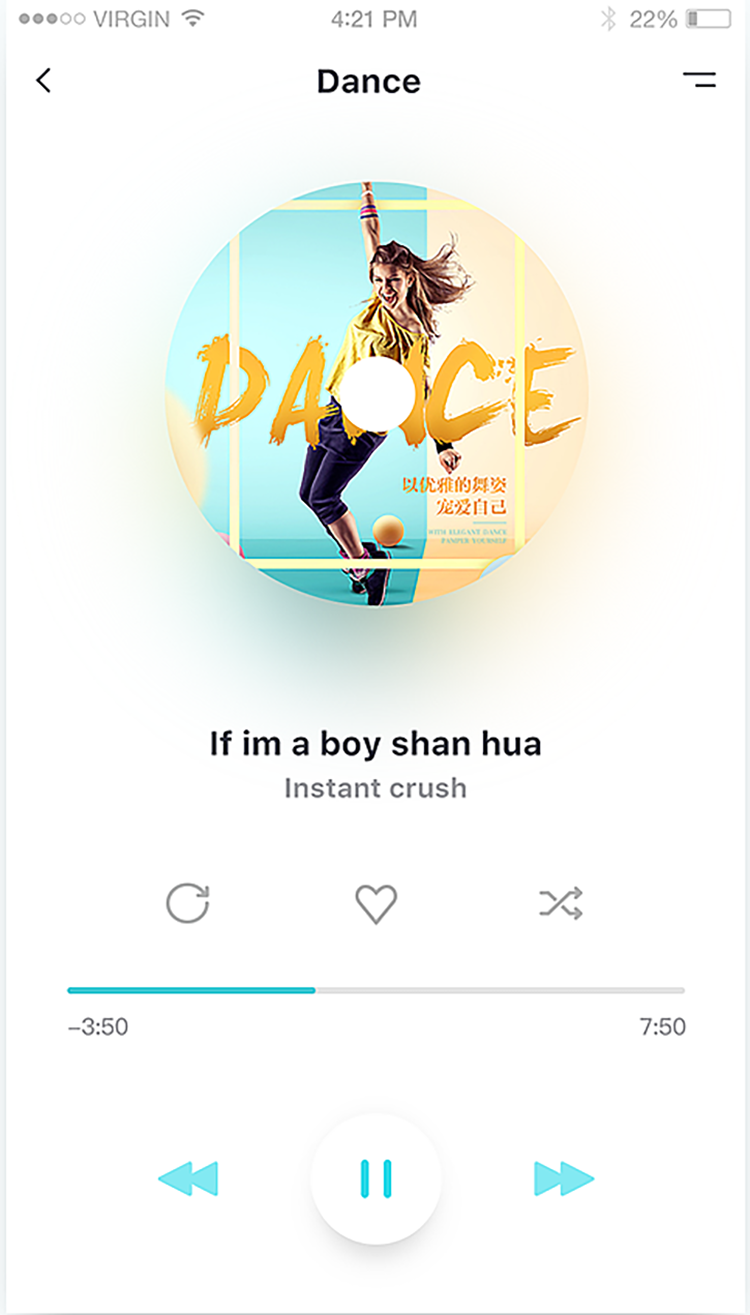 VIRGIN 4:21 PM 22%
Dance
DANCE
以优雅的舞姿
宠爱自己
WITH ELEGANT DANCE
PAMPER YOURSELF
If im a boy shan hua
Instant crush
–3:50 7:50